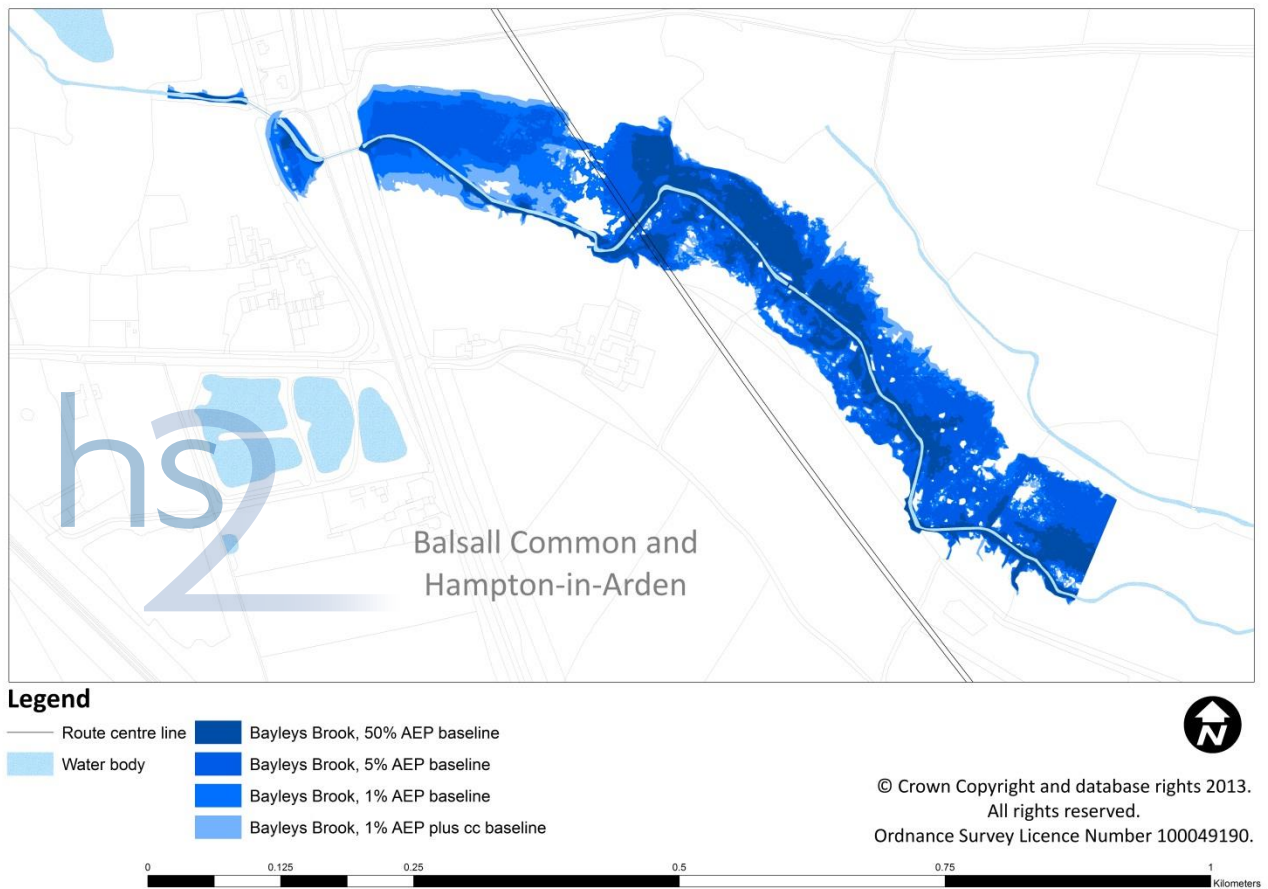 hs2
Balsall Common and
Hampton-in-Arden
Legend
Route centre line
Water body
Bayleys Brook, 50% AEP baseline
Bayleys Brook, 5% AEP baseline
Bayleys Brook, 1% AEP baseline
Bayleys Brook, 1% AEP plus cc baseline
N
© Crown Copyright and database rights 2013.
All rights reserved.
Ordnance Survey Licence Number 100049190.
0 0.125 0.25 0.5 0.75 1
Kilometers